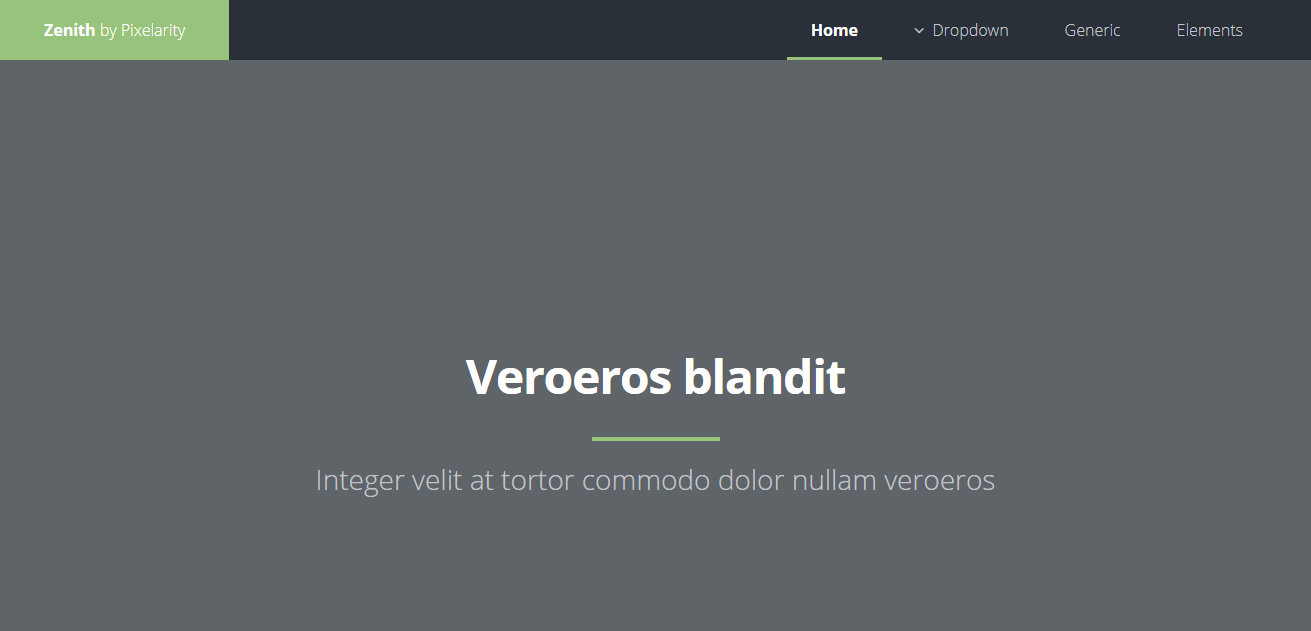 Zenith by Pixelarity
Home
Dropdown
Generic
Elements
Veroeros blandit
Integer velit at tortor commodo dolor nullam veroeros